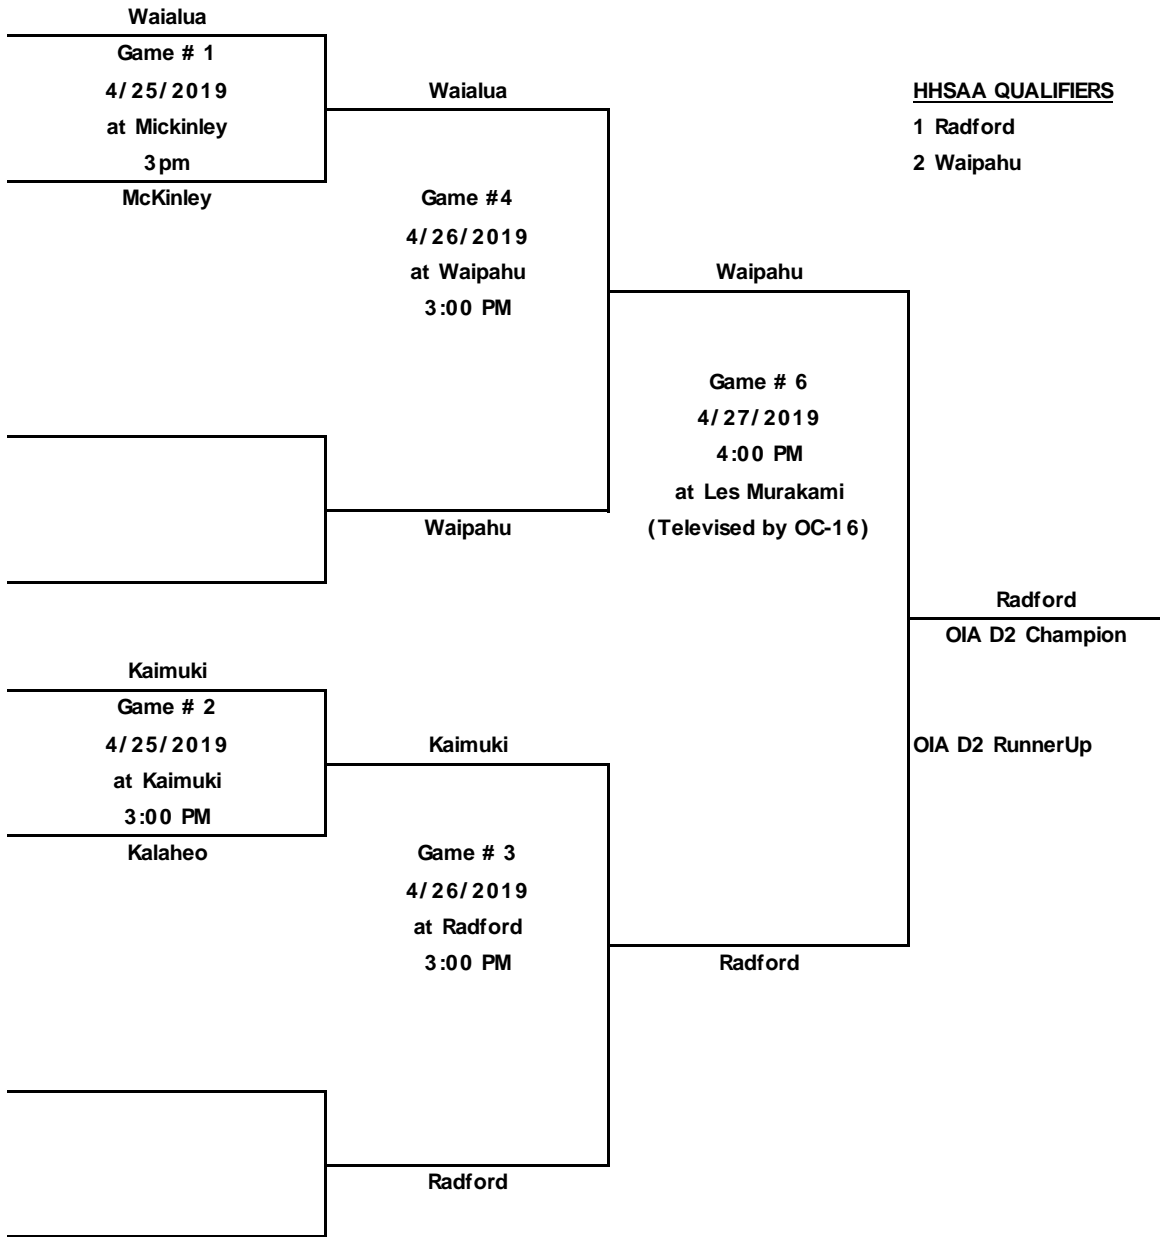 Waialua
Game # 1
4/25/2019
at Mickinley
3pm
McKinley
Waialua
Game #4
4/26/2019
at Waipahu
3:00 PM
Waipahu
HHSAA QUALIFIERS
1 Radford
2 Waipahu
Waipahu
Game # 6
4/27/2019
4:00 PM
at Les Murakami
(Televised by OC-16)
Radford
OIA D2 Champion
OIA D2 RunnerUp
Kaimuki
Game # 2
4/25/2019
at Kaimuki
3:00 PM
Kalaheo
Kaimuki
Game # 3
4/26/2019
at Radford
3:00 PM
Radford
Radford